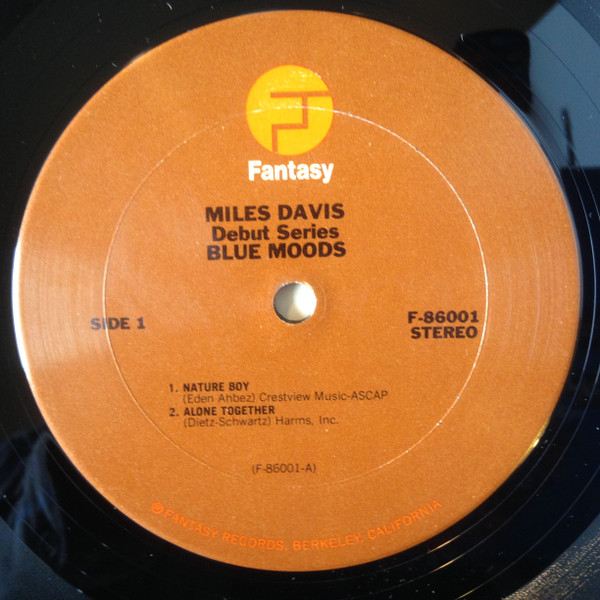 Fantasy
MILES DAVIS
Debut Series
BLUE MOODS
SIDE 1
F-86001
STEREO
1. NATURE BOY
(Eden Ahbez) Crestview Music-ASCAP
2. ALONE TOGETHER
(Dietz-Schwartz) Harms, Inc.
(F-86001-A)
℗FANTASY RECORDS, BERKELEY, CALIFORNIA